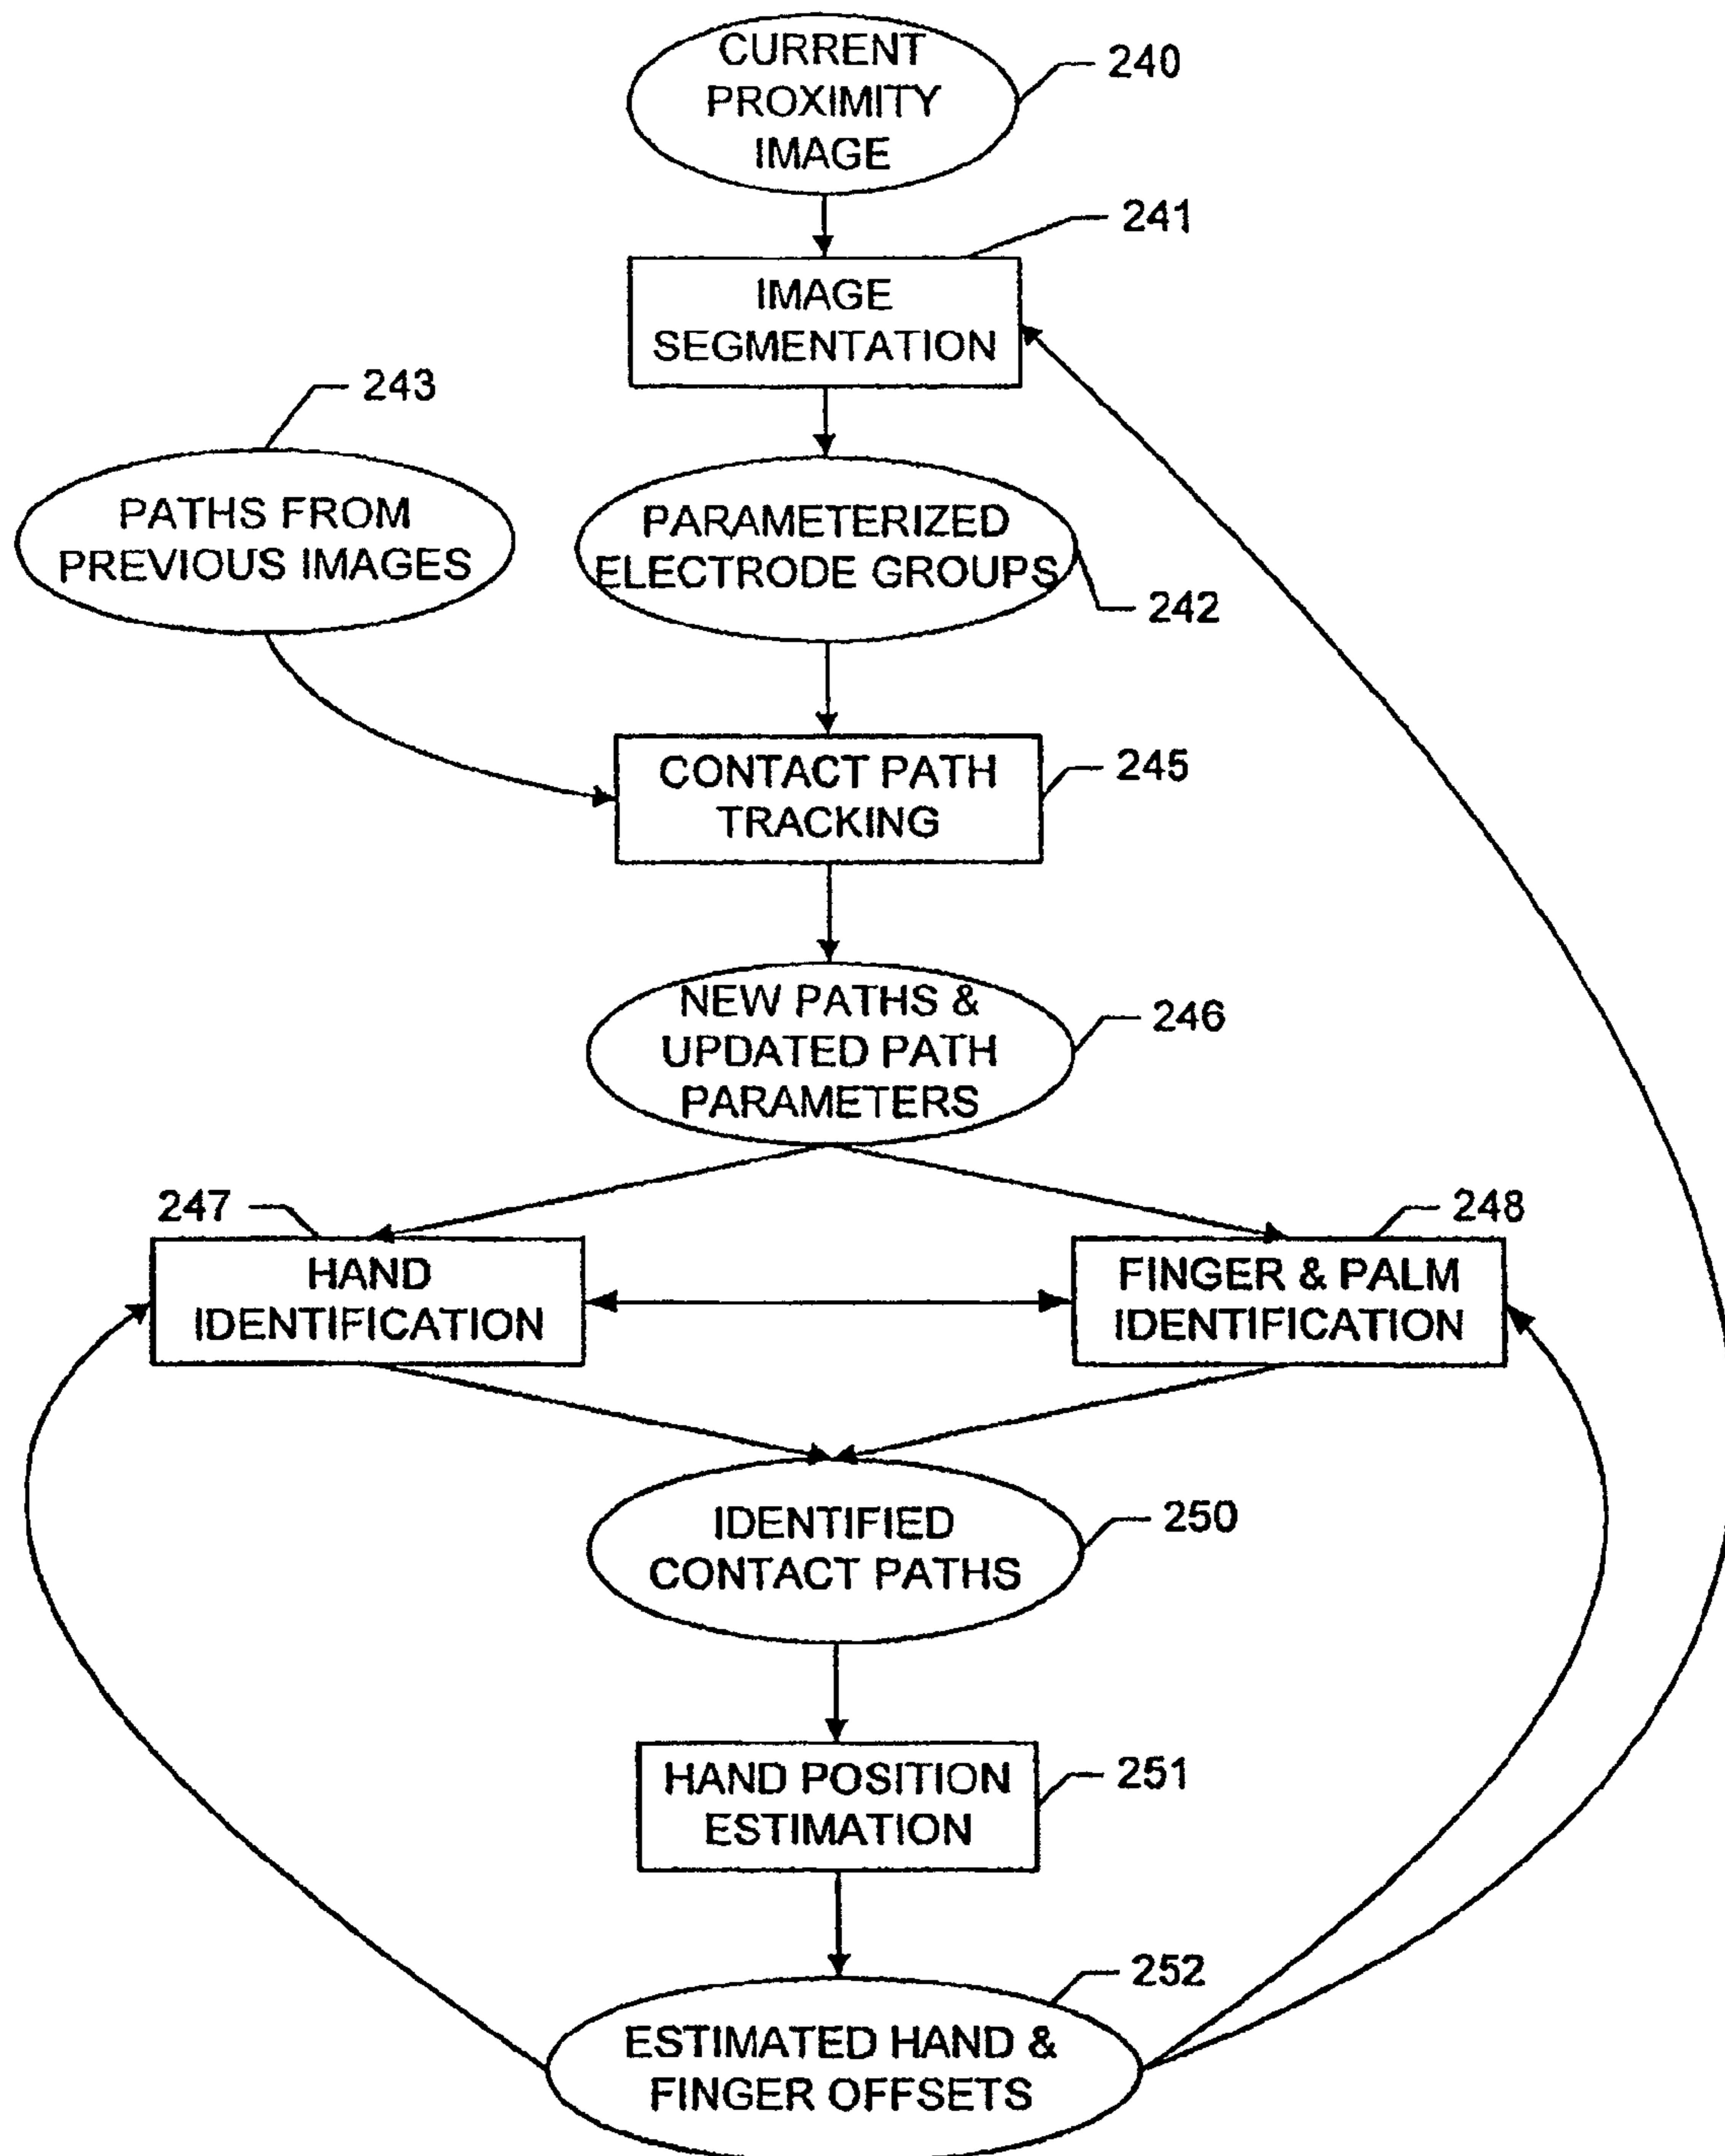 CURRENT
PROXIMITY
IMAGE
240
241
IMAGE
SEGMENTATION
243
PATHS FROM
PREVIOUS IMAGES
PARAMETERIZED
ELECTRODE GROUPS
242
CONTACT PATH
TRACKING
245
NEW PATHS &
UPDATED PATH
PARAMETERS
246
247
HAND
IDENTIFICATION
248
FINGER & PALM
IDENTIFICATION
IDENTIFIED
CONTACT PATHS
250
HAND POSITION
ESTIMATION
251
252
ESTIMATED HAND &
FINGER OFFSETS